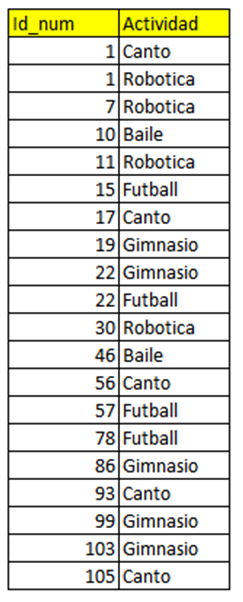 Id_num Actividad
1 Canto
1 Robotica
7 Robotica
10 Baile
11 Robotica
15 Futball
17 Canto
19 Gimnasio
22 Gimnasio
22 Futball
30 Robotica
46 Baile
56 Canto
57 Futball
78 Futball
86 Gimnasio
93 Canto
99 Gimnasio
103 Gimnasio
105 Canto